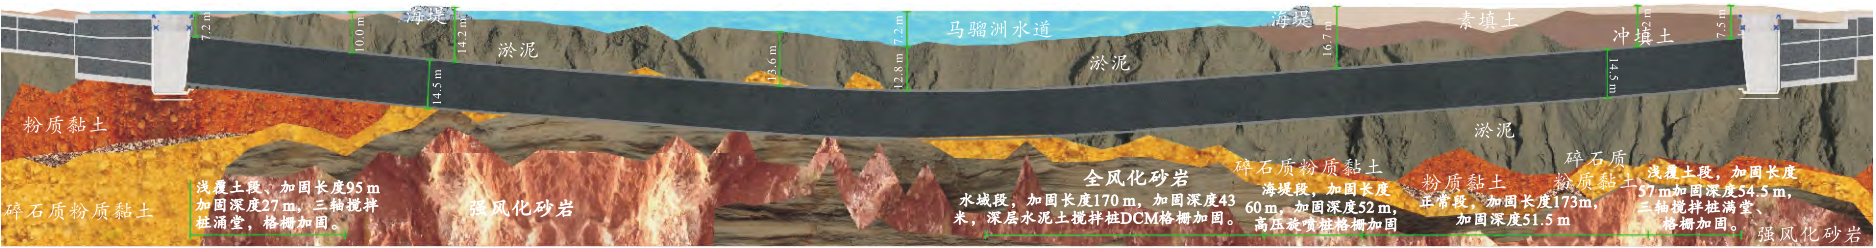 海堤
海堤
素填土
马骝洲水道
冲填土
淤泥
淤泥
7.2 m
10.0 m
14.2 m
13.6 m
7.2 m
12.8 m
16.7 m
7.5 m
14.5 m
14.5 m
粉质黏土
淤泥
碎石质粉质黏土
碎石质
粉质黏土
粉质黏土
碎石质粉质黏土
强风化砂岩
全风化砂岩
强风化砂岩
浅覆土段、加固长度95 m
加固深度27 m，三轴搅拌
桩涌堂，格栅加固。
水域段，加固长度170 m，加固深度43
米，深层水泥土搅拌桩DCM格栅加固。
海堤段，加固长度
60 m，加固深度52 m，
高压旋喷桩格栅加固
正常段，加固长度173m，
加固深度51.5 m
浅覆土段，加固长度
57 m加固深度54.5 m，
三轴搅拌桩满堂、
格栅加固。